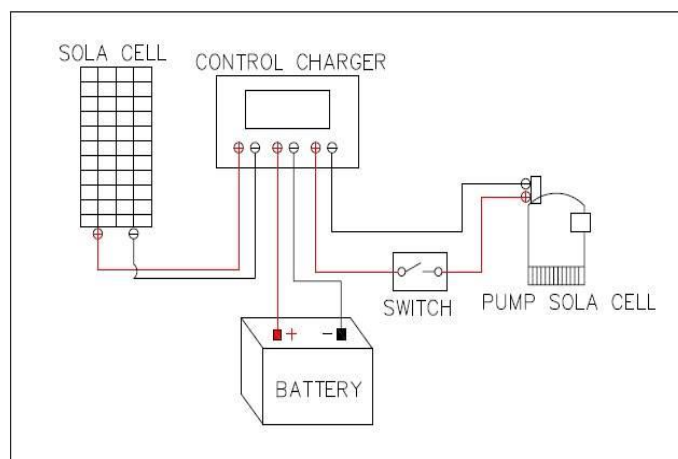 SOLA CELL
CONTROL CHARGER
SWITCH
PUMP SOLA CELL
+ −
BATTERY